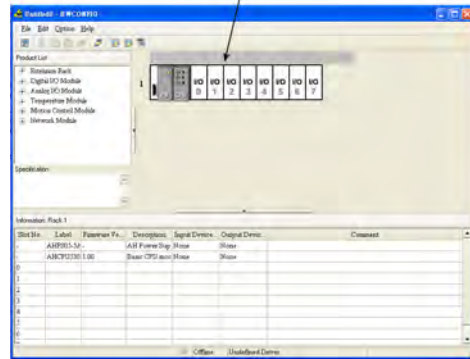 Untitled - HWCONFIG
File Edit Option Help
Product List
+ Extension Rack
+ Digital I/O Module
+ Analog I/O Module
+ Temperature Module
+ Motion Control Module
+ Network Module
1
I/O I/O I/O I/O I/O I/O I/O I/O
0 1 2 3 4 5 6 7
Specification
Information: Rack 1
Slot No. Label Firmware Ve... Description Input Device Output Devic Comment
- AHPS05-5A - AH Power Sup None None
- AHCPU530 1.00 Basic CPU mod None None
0
1
2
3
4
5
6
Offline Undefined Driver